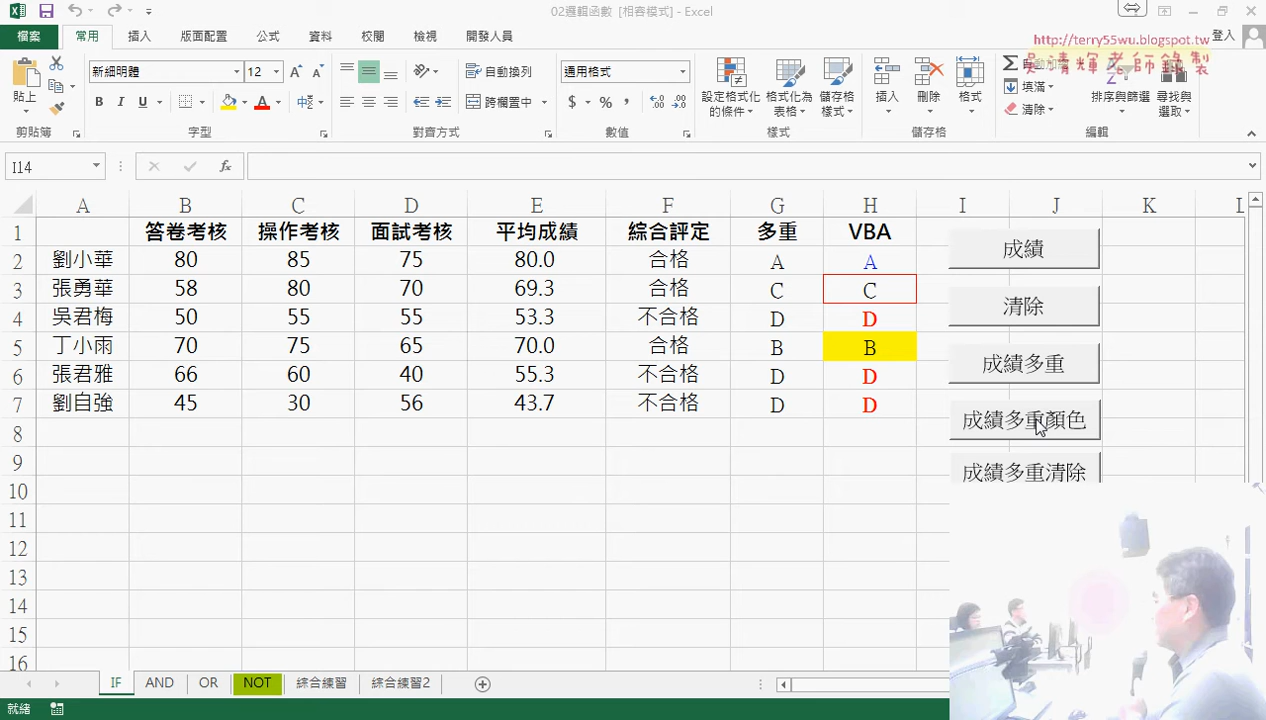 02邏輯函數 [相容模式] - Excel
http://terry55wu.blogspot.tw
登入
吳清輝老師錄製
檔案 常用 插入 版面配置 公式 資料 校閱 檢視 開發人員
新細明體 12 自動換列 通用格式 自動加總
貼上 跨欄置中 設定格式化的條件 格式化為表格 儲存格樣式 插入 刪除 格式 填滿 清除 排序與篩選 尋找與選取
剪貼簿 字型 對齊方式 數值 樣式 儲存格 編輯
I14 fx
A B C D E F G H I J K L
1 答卷考核 操作考核 面試考核 平均成績 綜合評定 多重 VBA
2 劉小華 80 85 75 80.0 合格 A A
3 張勇華 58 80 70 69.3 合格 C C
4 吳君梅 50 55 55 53.3 不合格 D D
5 丁小雨 70 75 65 70.0 合格 B B
6 張君雅 66 60 40 55.3 不合格 D D
7 劉自強 45 30 56 43.7 不合格 D D
8
9
10
11
12
13
14
15
16
成績
清除
成績多重
成績多重顏色
成績多重清除
IF AND OR NOT 綜合練習 綜合練習2
就緒